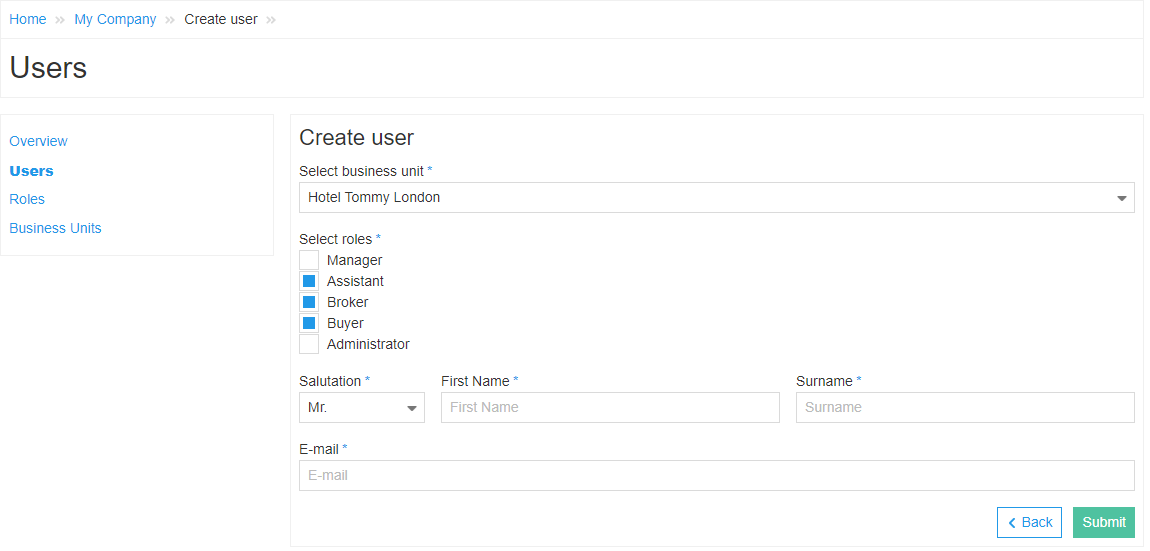 Home » My Company » Create user »
Users
Overview
Users
Roles
Business Units
Create user
Select business unit *
Hotel Tommy London
Select roles *
Manager
Assistant
Broker
Buyer
Administrator
Salutation * First Name * Surname *
Mr. First Name Surname
E-mail *
E-mail
Back Submit